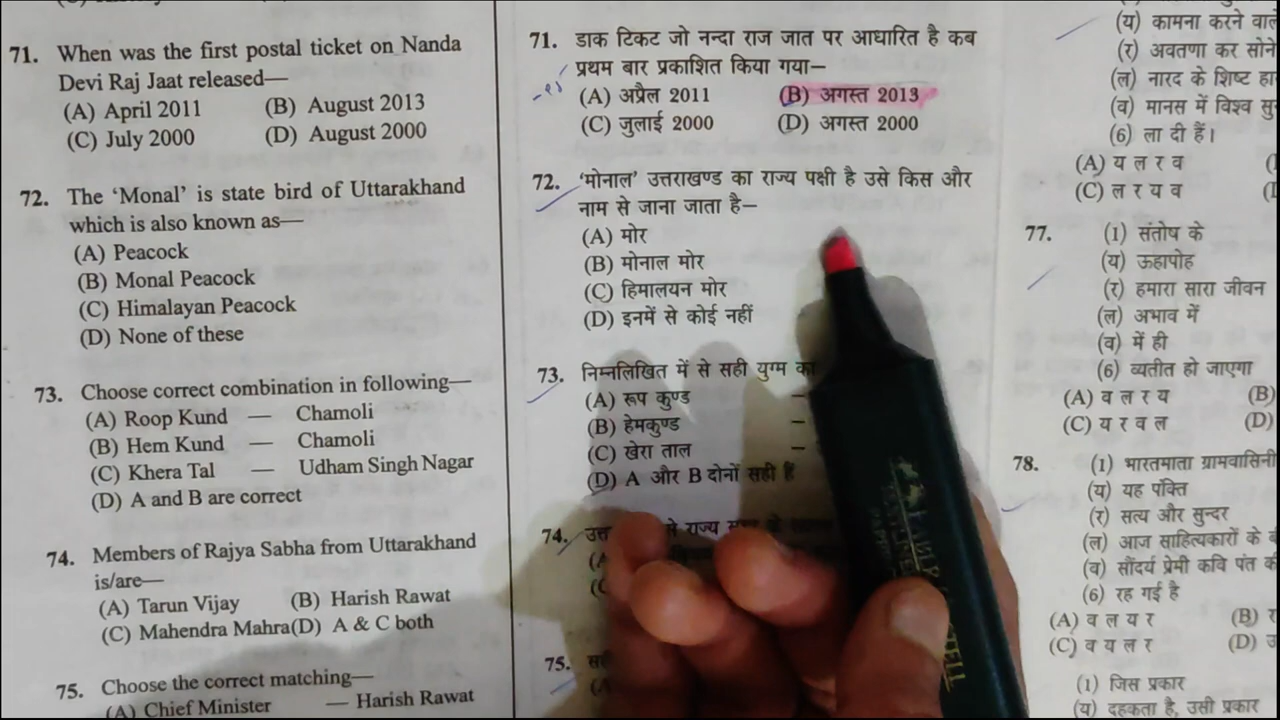 71. When was the first postal ticket on Nanda
Devi Raj Jaat released—
(A) April 2011 (B) August 2013
(C) July 2000 (D) August 2000
72. The ‘Monal’ is state bird of Uttarakhand
which is also known as—
(A) Peacock
(B) Monal Peacock
(C) Himalayan Peacock
(D) None of these
73. Choose correct combination in following—
(A) Roop Kund — Chamoli
(B) Hem Kund — Chamoli
(C) Khera Tal — Udham Singh Nagar
(D) A and B are correct
74. Members of Rajya Sabha from Uttarakhand
is/are—
(A) Tarun Vijay (B) Harish Rawat
(C) Mahendra Mahra(D) A & C both
75. Choose the correct matching—
(A) Chief Minister — Harish Rawat
71. डाक टिकट जो नन्दा राज जात पर आधारित है कब
प्रथम बार प्रकाशित किया गया—
(A) अप्रैल 2011 (B) अगस्त 2013
(C) जुलाई 2000 (D) अगस्त 2000
72. ‘मोनाल’ उत्तराखण्ड का राज्य पक्षी है उसे किस और
नाम से जाना जाता है—
(A) मोर
(B) मोनाल मोर
(C) हिमालयन मोर
(D) इनमें से कोई नहीं
73. निम्नलिखित में से सही युग्म का
(A) रूप कुण्ड —
(B) हेमकुण्ड —
(C) खेरा ताल —
(D) A और B दोनों सही हैं
74. से राज्य
75.
(य) कामना करने वाले
(र) अवतणा कर सोने
(ल) नारद के शिष्ट
(व) मानस में विश्व
(6) ला दी हैं।
(A) य ल र व
(C) ल र य व
77. (1) संतोष के
(य) ऊहापोह
(र) हमारा सारा जीवन
(ल) अभाव में
(व) में ही
(6) व्यतीत हो जाएगा
(A) व ल र य (B)
(C) य र व ल (D)
78. (1) भारतमाता ग्रामवासिनी
(य) यह पंक्ति
(र) सत्य और सुन्दर
(ल) आज साहित्यकारों के
(व) सौंदर्य प्रेमी कवि पंत
(6) रह गई है
(A) व ल य र (B)
(C) व य ल र (D)
(1) जिस प्रकार
(य) दहकता है, उसी प्रकार